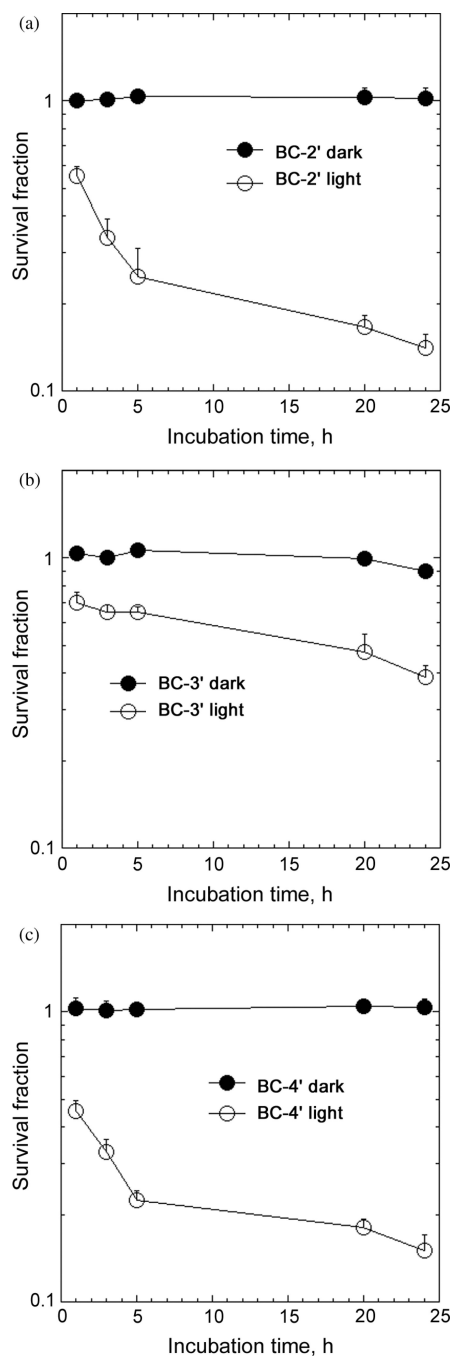 (a)
1
BC-2' dark
BC-2' light
Survival fraction
0.1
0 5 10 15 20 25
Incubation time, h
(b)
1
Survival fraction
BC-3' dark
BC-3' light
0.1
0 5 10 15 20 25
Incubation time, h
(c)
1
BC-4' dark
BC-4' light
Survival fraction
0.1
0 5 10 15 20 25
Incubation time, h